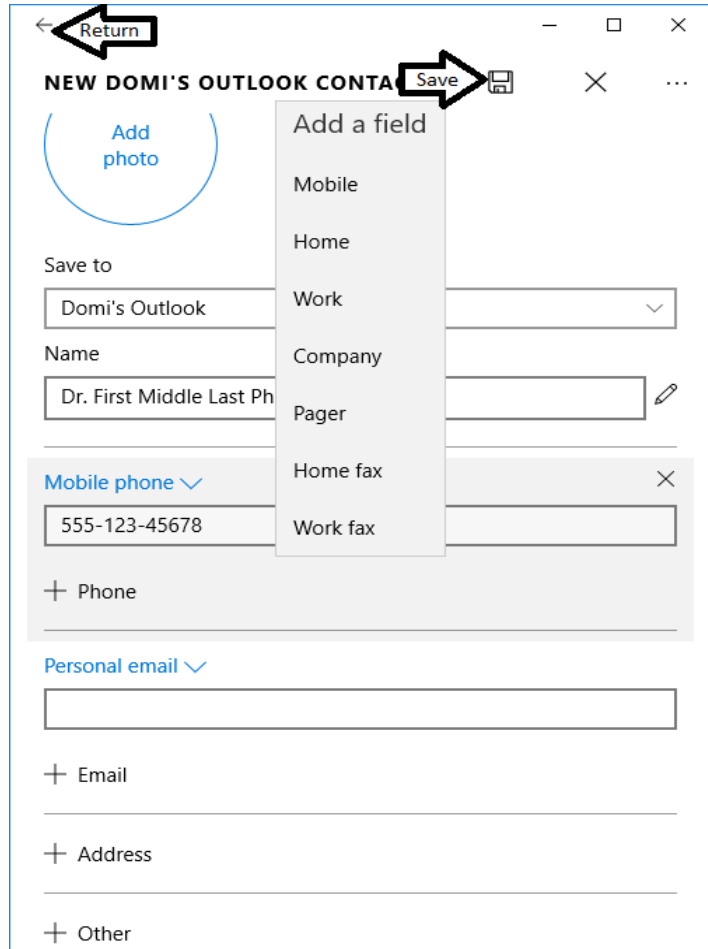 Return
NEW DOMI'S OUTLOOK CONTA
Save
Add
photo
Add a field
Mobile
Home
Work
Company
Pager
Home fax
Work fax
Save to
Domi's Outlook
Name
Dr. First Middle Last Ph
Mobile phone
555-123-45678
+ Phone
Personal email
+ Email
+ Address
+ Other